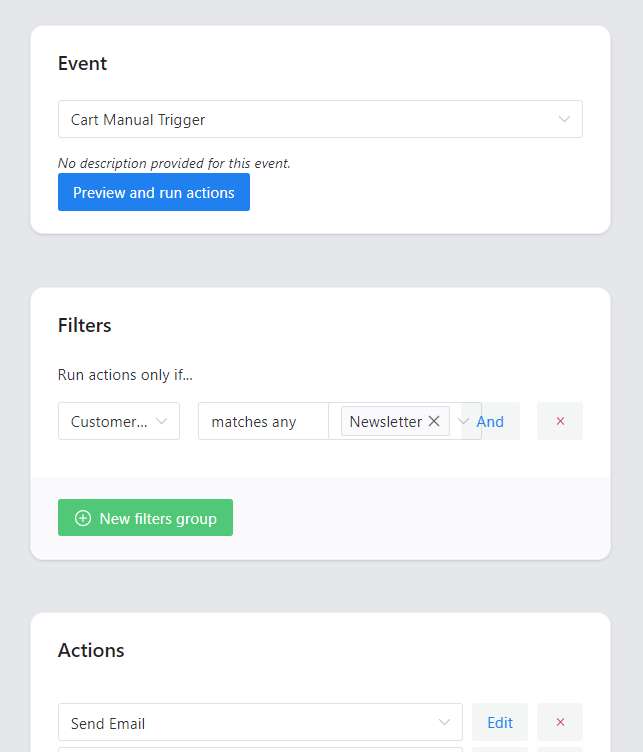 Event
Cart Manual Trigger
No description provided for this event.
Preview and run actions
Filters
Run actions only if...
Customer... matches any Newsletter And
New filters group
Actions
Send Email Edit